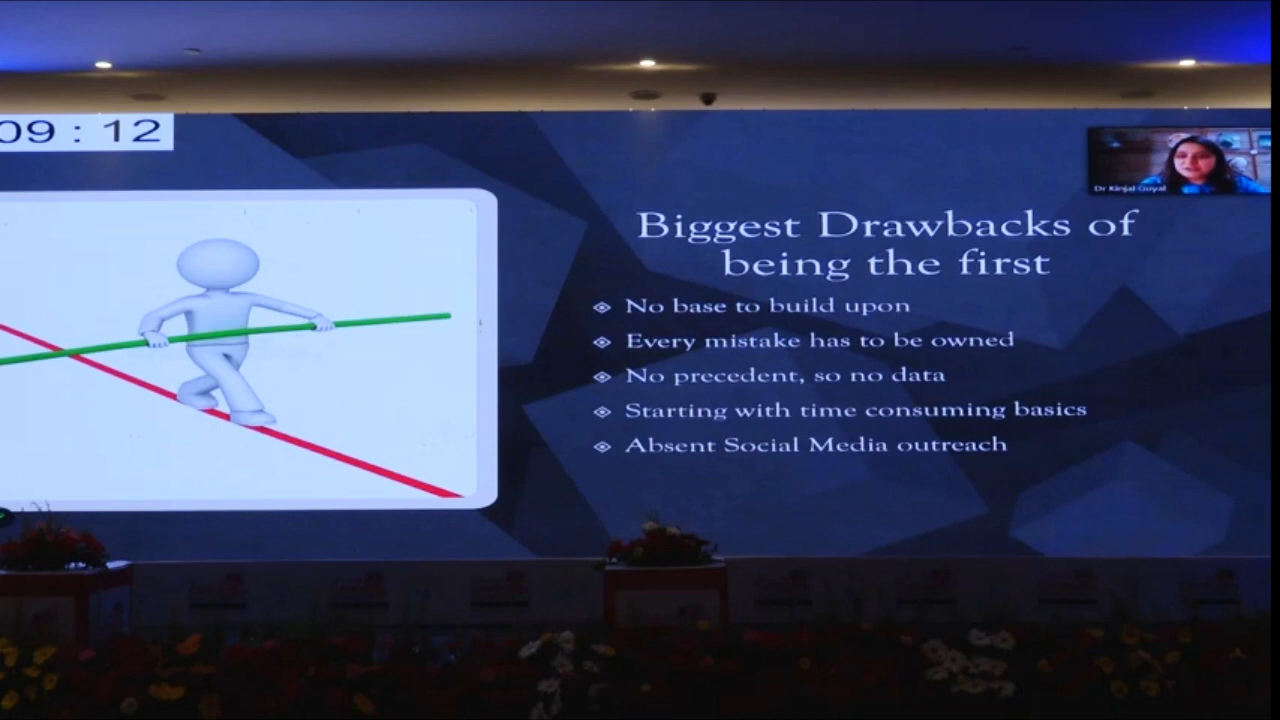 09 : 12
Dr Kinjal Goyal
Biggest Drawbacks of
being the first
No base to build upon
Every mistake has to be owned
No precedent, so no data
Starting with time consuming basics
Absent Social Media outreach